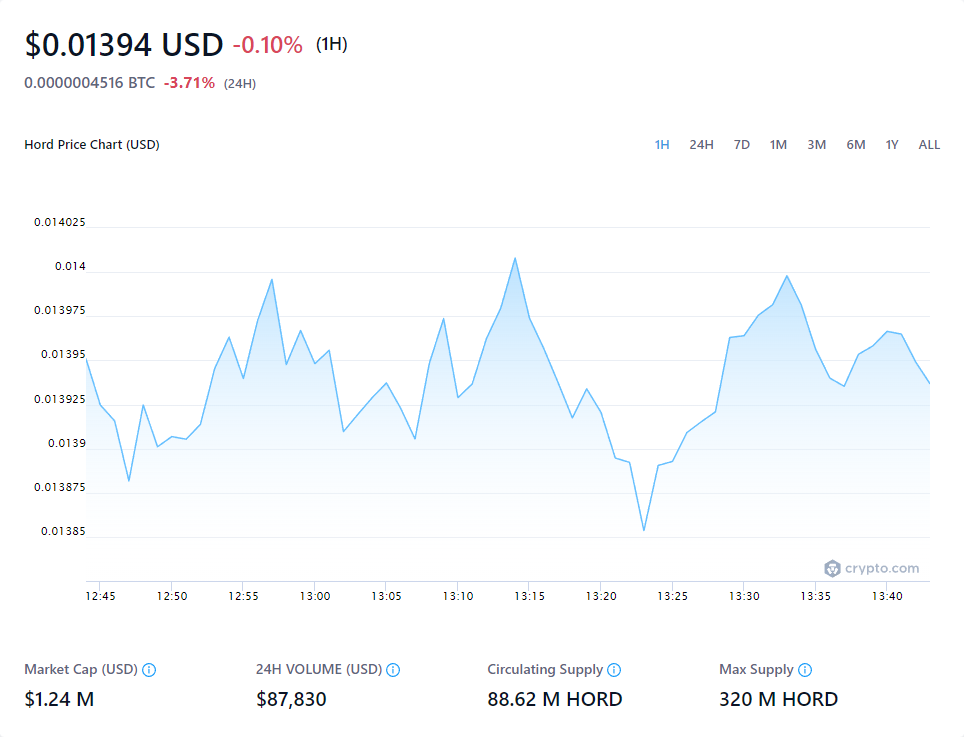 $0.01394 USD -0.10% (1H)
0.0000004516 BTC -3.71% (24H)
Hord Price Chart (USD) 1H 24H 7D 1M 3M 6M 1Y ALL
0.014025
0.014
0.013975
0.01395
0.013925
0.0139
0.013875
0.01385
crypto.com
12:45 12:50 12:55 13:00 13:05 13:10 13:15 13:20 13:25 13:30 13:35 13:40
Market Cap (USD) 24H VOLUME (USD) Circulating Supply Max Supply
$1.24 M $87,830 88.62 M HORD 320 M HORD